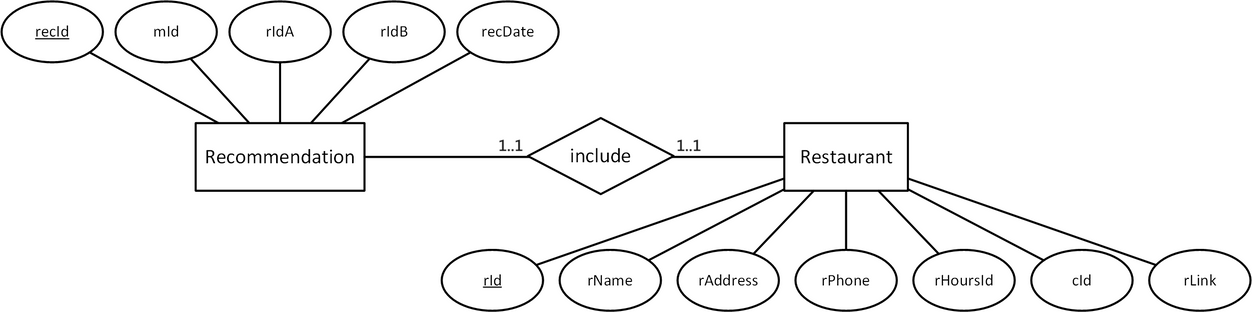 recId mId rIdA rIdB recDate
Recommendation 1..1 include 1..1 Restaurant
rId rName rAddress rPhone rHoursId cId rLink